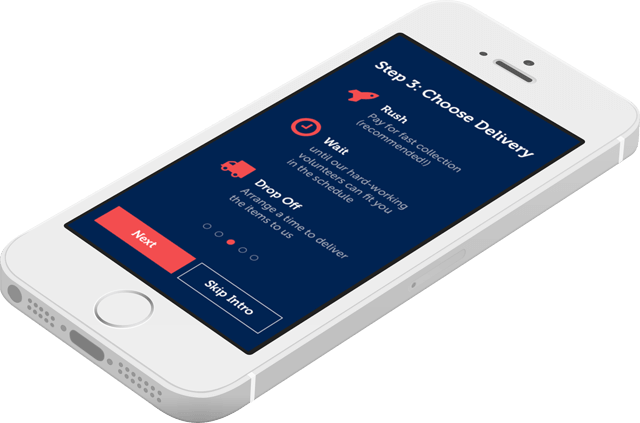 Step 3: Choose Delivery
Rush
Pay for fast collection
(recommended!)
Wait
until our hard-working
volunteers can fit you
in the schedule
Drop Off
Arrange a time to deliver
the items to us
Next
Skip Intro